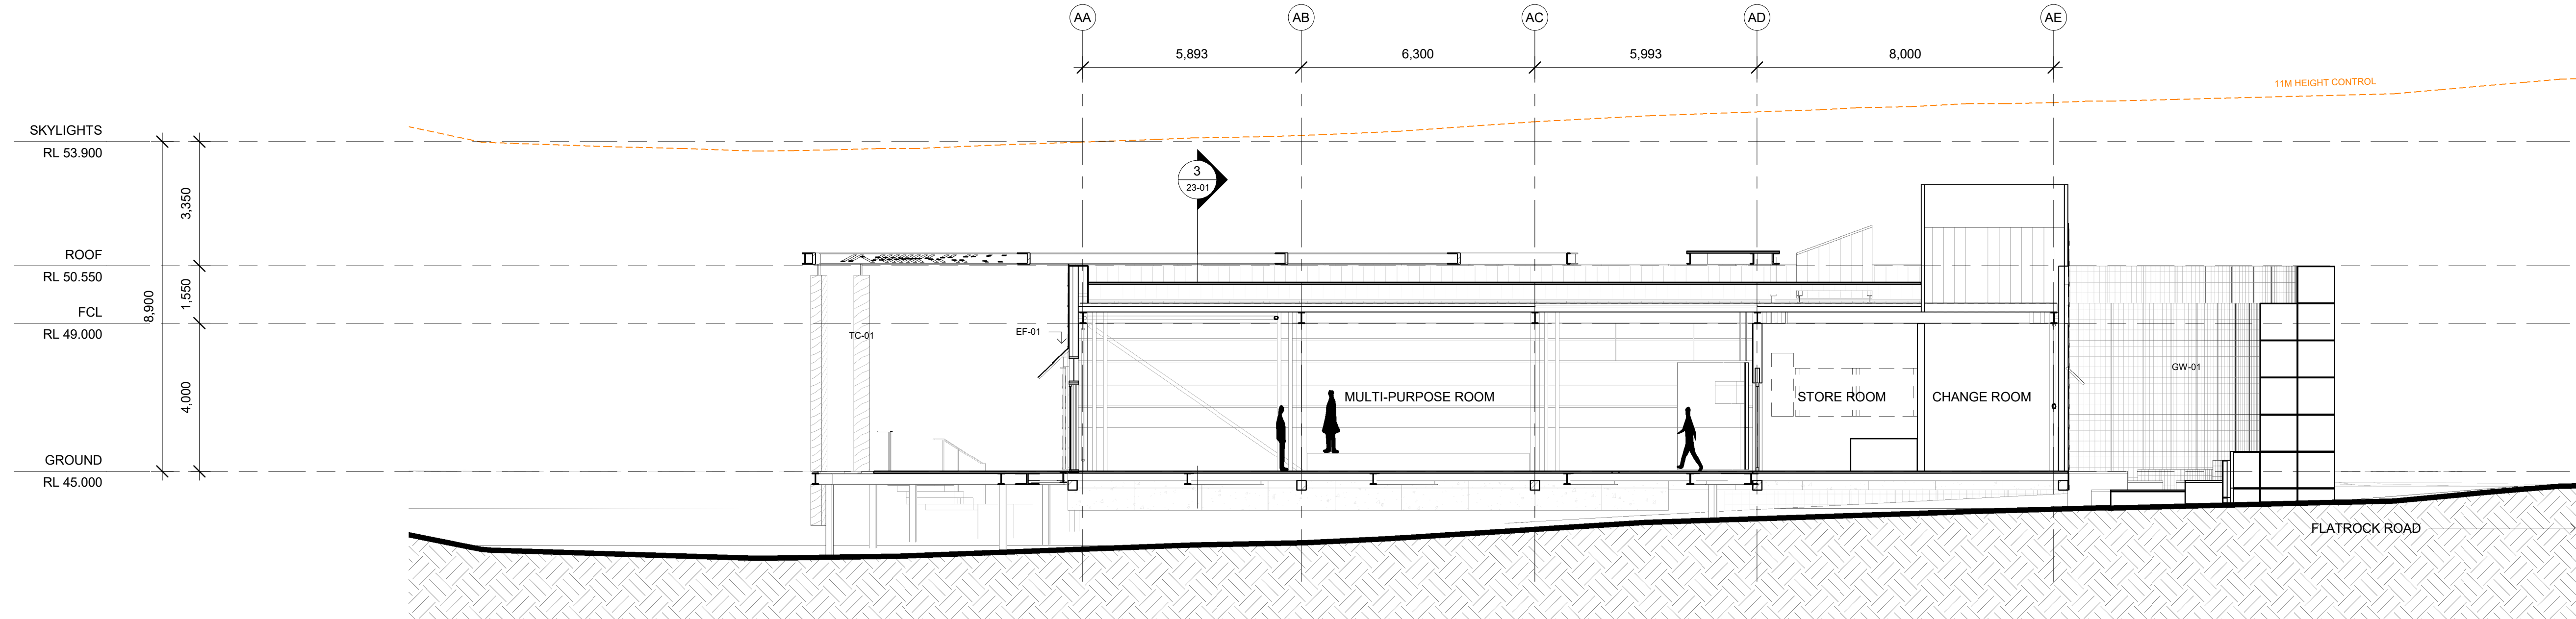 AA
AB
AC
AD
AE
5,893
6,300
5,993
8,000
11M HEIGHT CONTROL
SKYLIGHTS
RL 53.900
3
23-01
3,350
ROOF
RL 50.550
1,550
8,900
FCL
RL 49.000
EF-01
TC-01
GW-01
4,000
MULTI-PURPOSE ROOM
STORE ROOM
CHANGE ROOM
GROUND
RL 45.000
FLATROCK ROAD